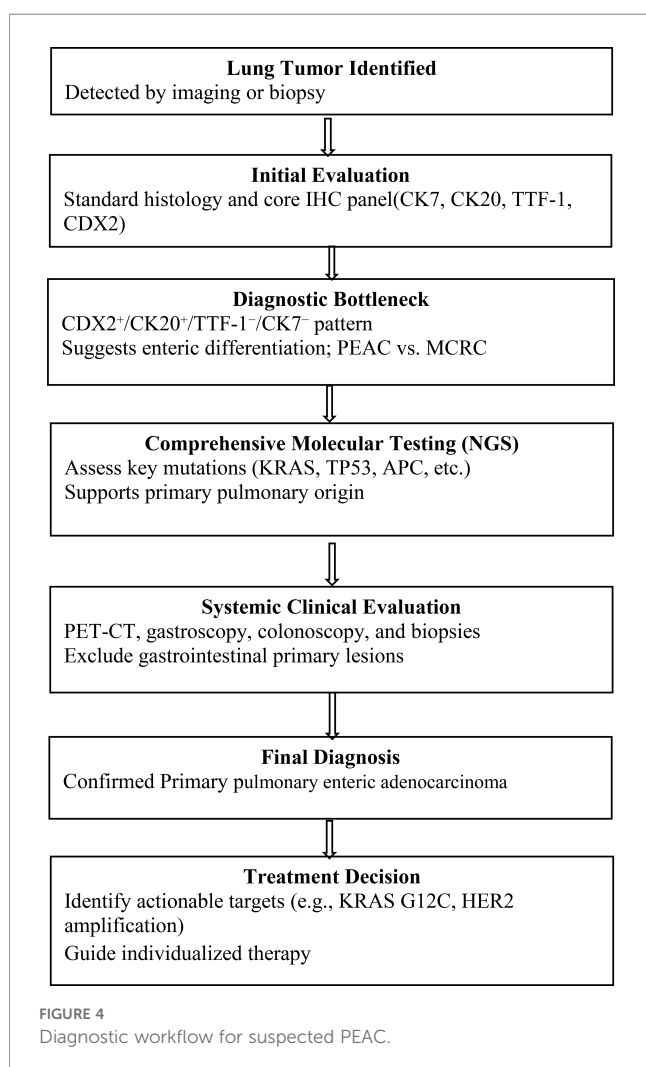 Lung Tumor Identified
Detected by imaging or biopsy
Initial Evaluation
Standard histology and core IHC panel(CK7, CK20, TTF-1,
CDX2)
Diagnostic Bottleneck
CDX2⁺/CK20⁺/TTF-1⁻/CK7⁻ pattern
Suggests enteric differentiation; PEAC vs. MCRC
Comprehensive Molecular Testing (NGS)
Assess key mutations (KRAS, TP53, APC, etc.)
Supports primary pulmonary origin
Systemic Clinical Evaluation
PET-CT, gastroscopy, colonoscopy, and biopsies
Exclude gastrointestinal primary lesions
Final Diagnosis
Confirmed Primary pulmonary enteric adenocarcinoma
Treatment Decision
Identify actionable targets (e.g., KRAS G12C, HER2
amplification)
Guide individualized therapy
FIGURE 4
Diagnostic workflow for suspected PEAC.